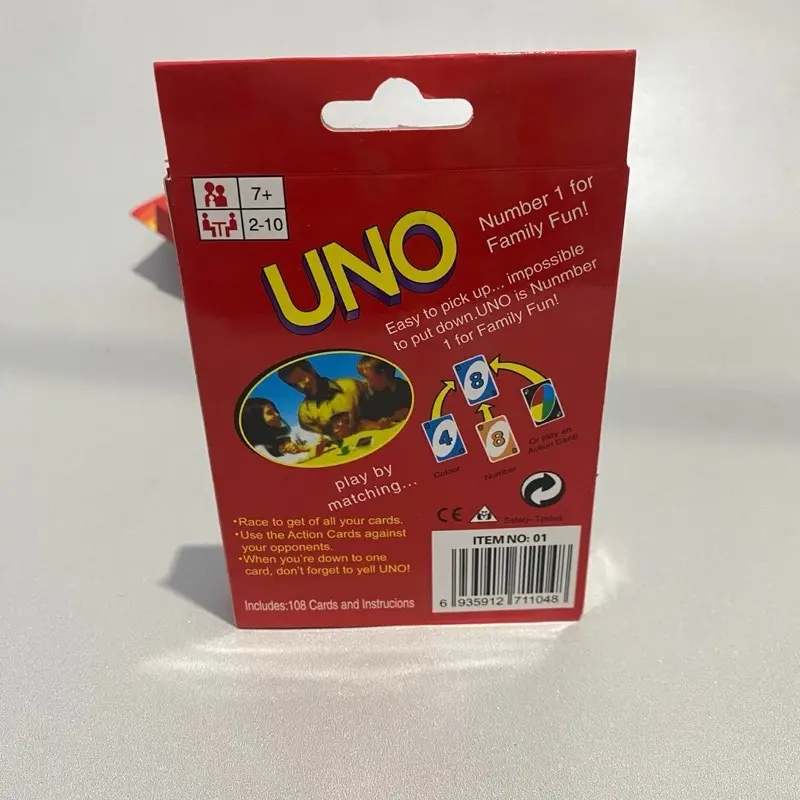 7+
2-10
UNO
Number 1 for
Family Fun!
Easy to pick up... impossible
to put down.UNO is Nunmber
1 for Family Fun!
8
4
8
Colour
Number
Or play an
Action Card!
play by
matching...
•Race to get of all your cards.
•Use the Action Cards against
your opponents.
•When you're down to one
card, don't forget to yell UNO!
Includes:108 Cards and Instrucions
CE
Safety-Tested
ITEM NO: 01
6 935912 711048